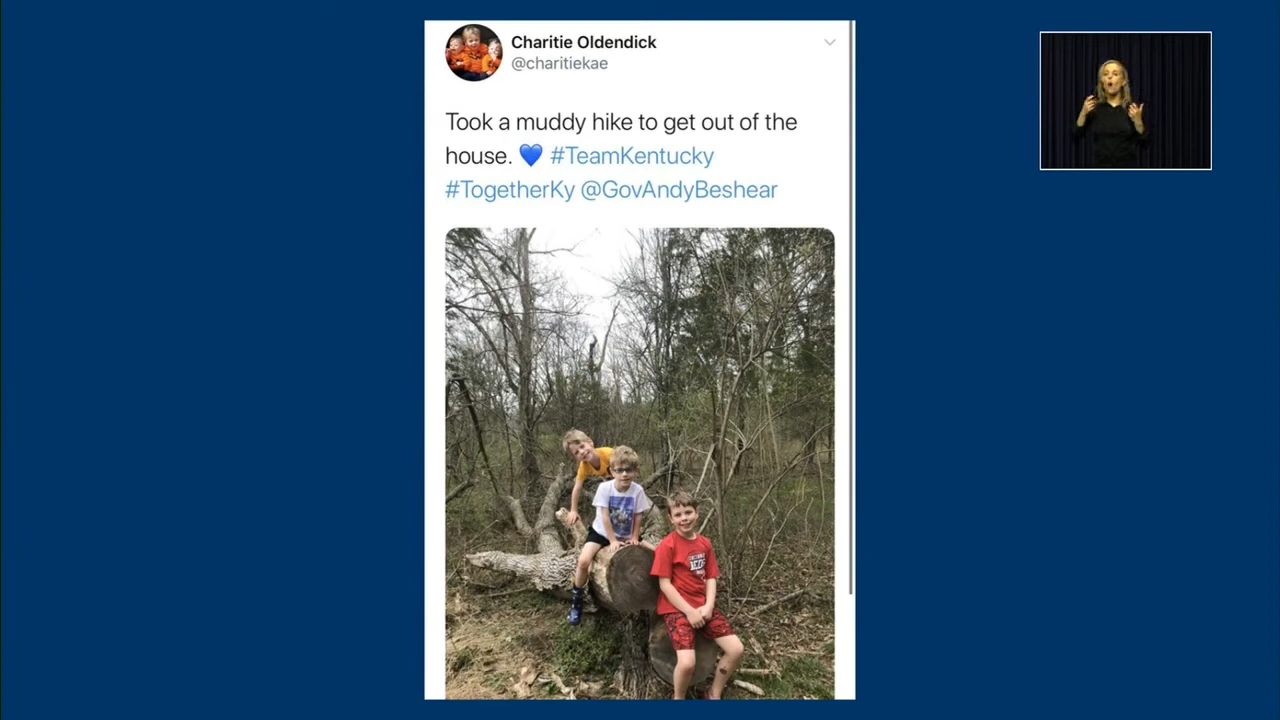 Charitie Oldendick
@charitiekae
Took a muddy hike to get out of the
house. 💙 #TeamKentucky
#TogetherKy @GovAndyBeshear